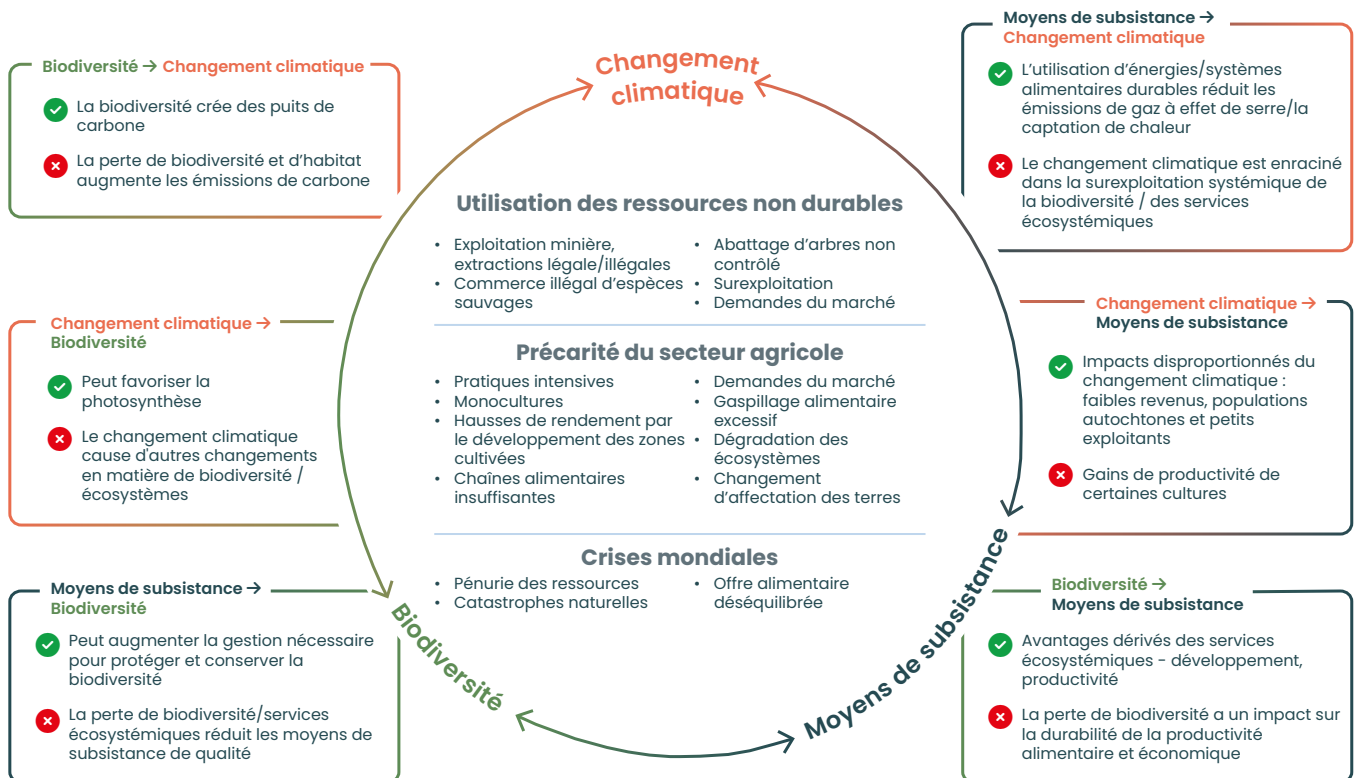 Changement
climatique
Biodiversité → Changement climatique
La biodiversité crée des puits de
carbone
La perte de biodiversité et d’habitat
augmente les émissions de carbone
Changement climatique →
Biodiversité
Peut favoriser la
photosynthèse
Le changement climatique
cause d'autres changements
en matière de biodiversité /
écosystèmes
Moyens de subsistance →
Biodiversité
Peut augmenter la gestion nécessaire
pour protéger et conserver la
biodiversité
La perte de biodiversité/services
écosystémiques réduit les moyens de
subsistance de qualité
Utilisation des ressources non durables
• Exploitation minière,
extractions légale/illégales
• Commerce illégal d’espèces
sauvages
• Abattage d’arbres non
contrôlé
• Surexploitation
• Demandes du marché
Précarité du secteur agricole
• Pratiques intensives
• Monocultures
• Hausses de rendement par
le développement des zones
cultivées
• Chaînes alimentaires
insuffisantes
• Demandes du marché
• Gaspillage alimentaire
excessif
• Dégradation des
écosystèmes
• Changement
d’affectation des terres
Crises mondiales
• Pénurie des ressources
• Catastrophes naturelles
• Offre alimentaire
déséquilibrée
Biodiversité
Moyens de subsistance
Moyens de subsistance →
Changement climatique
L’utilisation d’énergies/systèmes
alimentaires durables réduit les
émissions de gaz à effet de serre/la
captation de chaleur
Le changement climatique est enraciné
dans la surexploitation systémique de
la biodiversité / des services
écosystémiques
Changement climatique →
Moyens de subsistance
Impacts disproportionnés du
changement climatique :
faibles revenus, populations
autochtones et petits
exploitants
Gains de productivité de
certaines cultures
Biodiversité →
Moyens de subsistance
Avantages dérivés des services
écosystémiques - développement,
productivité
La perte de biodiversité a un impact sur
la durabilité de la productivité
alimentaire et économique